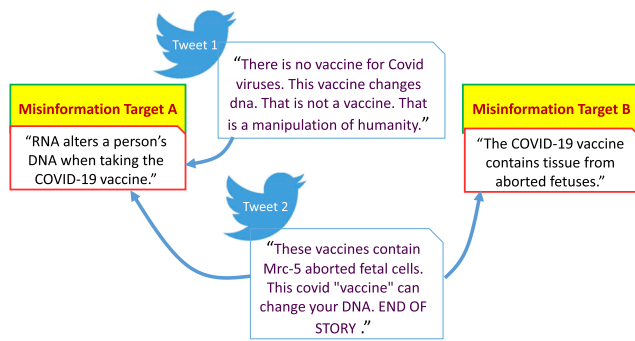 Tweet 1
“There is no vaccine for Covid
viruses. This vaccine changes
dna. That is not a vaccine. That
is a manipulation of humanity.”
Misinformation Target A
“RNA alters a person’s
DNA when taking the
COVID-19 vaccine.”
Misinformation Target B
“The COVID-19 vaccine
contains tissue from
aborted fetuses.”
Tweet 2
“These vaccines contain
Mrc-5 aborted fetal cells.
This covid "vaccine" can
change your DNA. END OF
STORY .”